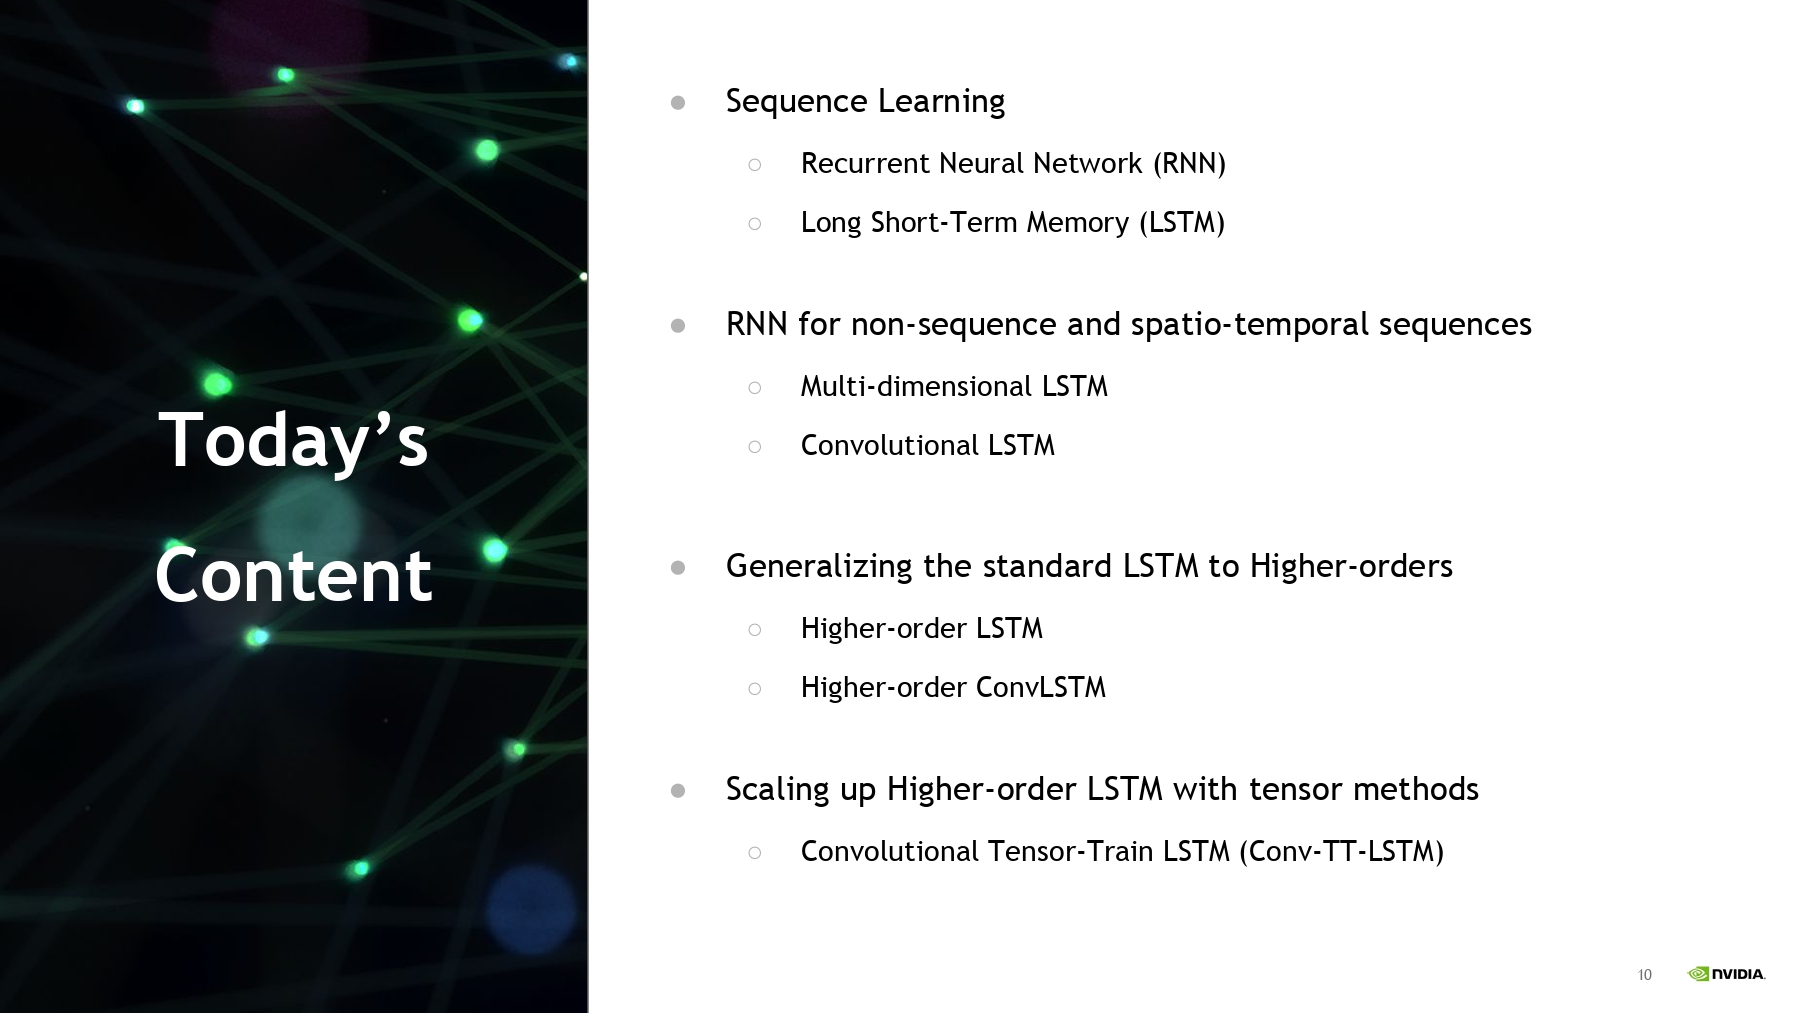 Today’s
Content
● Sequence Learning
○ Recurrent Neural Network (RNN)
○ Long Short-Term Memory (LSTM)
● RNN for non-sequence and spatio-temporal sequences
○ Multi-dimensional LSTM
○ Convolutional LSTM
● Generalizing the standard LSTM to Higher-orders
○ Higher-order LSTM
○ Higher-order ConvLSTM
● Scaling up Higher-order LSTM with tensor methods
○ Convolutional Tensor-Train LSTM (Conv-TT-LSTM)
10 NVIDIA.